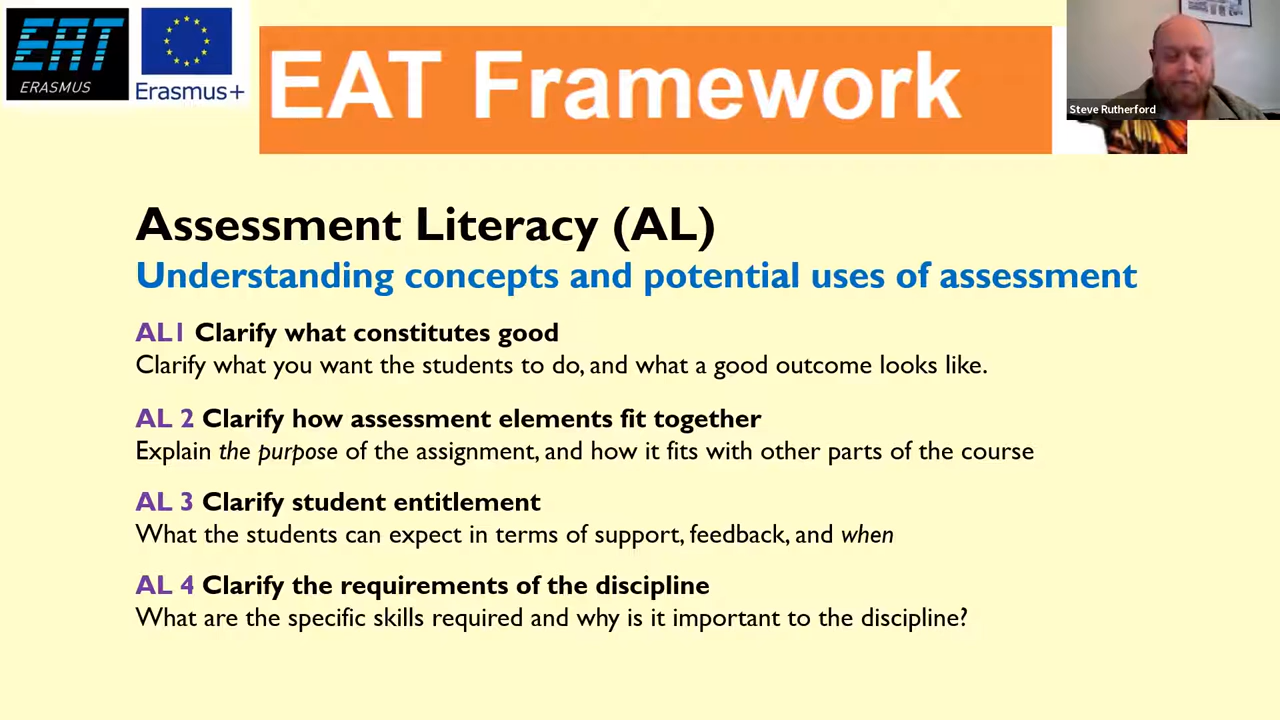 EAT
ERASMUS
Erasmus+
EAT Framework
Steve Rutherford
Assessment Literacy (AL)
Understanding concepts and potential uses of assessment
AL1 Clarify what constitutes good
Clarify what you want the students to do, and what a good outcome looks like.
AL 2 Clarify how assessment elements fit together
Explain the purpose of the assignment, and how it fits with other parts of the course
AL 3 Clarify student entitlement
What the students can expect in terms of support, feedback, and when
AL 4 Clarify the requirements of the discipline
What are the specific skills required and why is it important to the discipline?